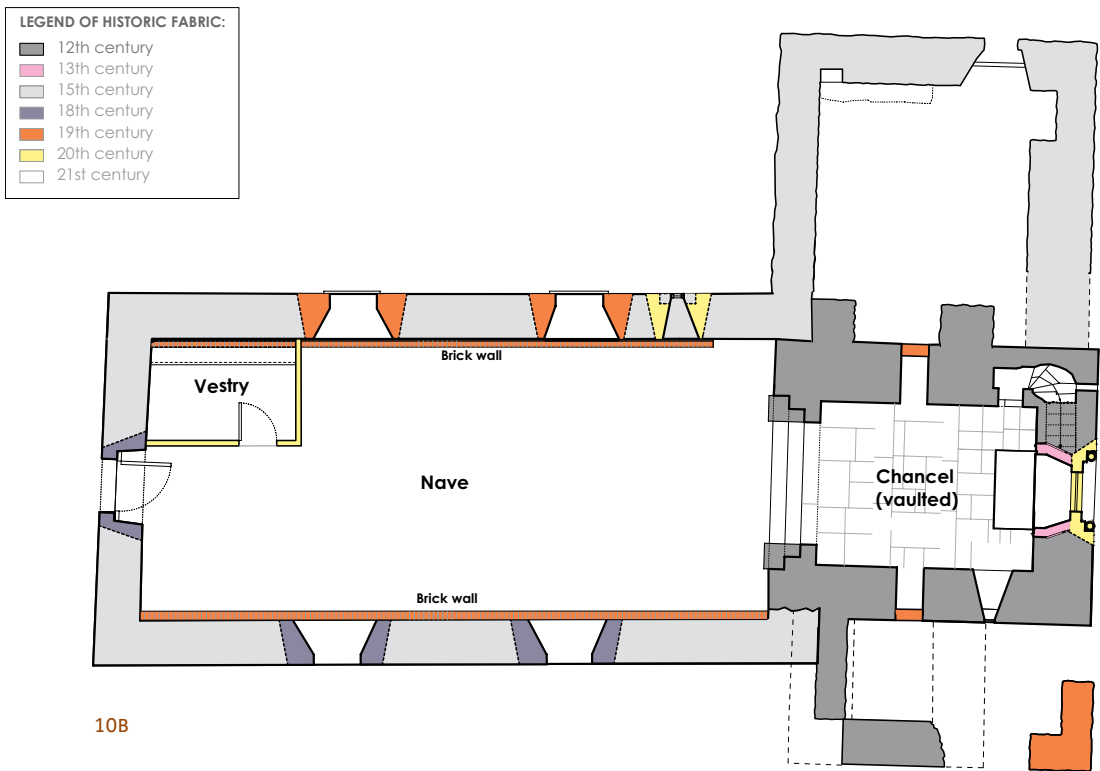 LEGEND OF HISTORIC FABRIC:
12th century
13th century
15th century
18th century
19th century
20th century
21st century
Brick wall
Vestry
Nave
Chancel
(vaulted)
Brick wall
10B